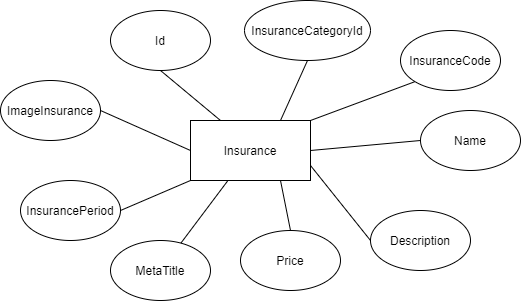 Id
InsuranceCategoryId
InsuranceCode
ImageInsurance
Name
Insurance
InsurancePeriod
Description
MetaTitle
Price